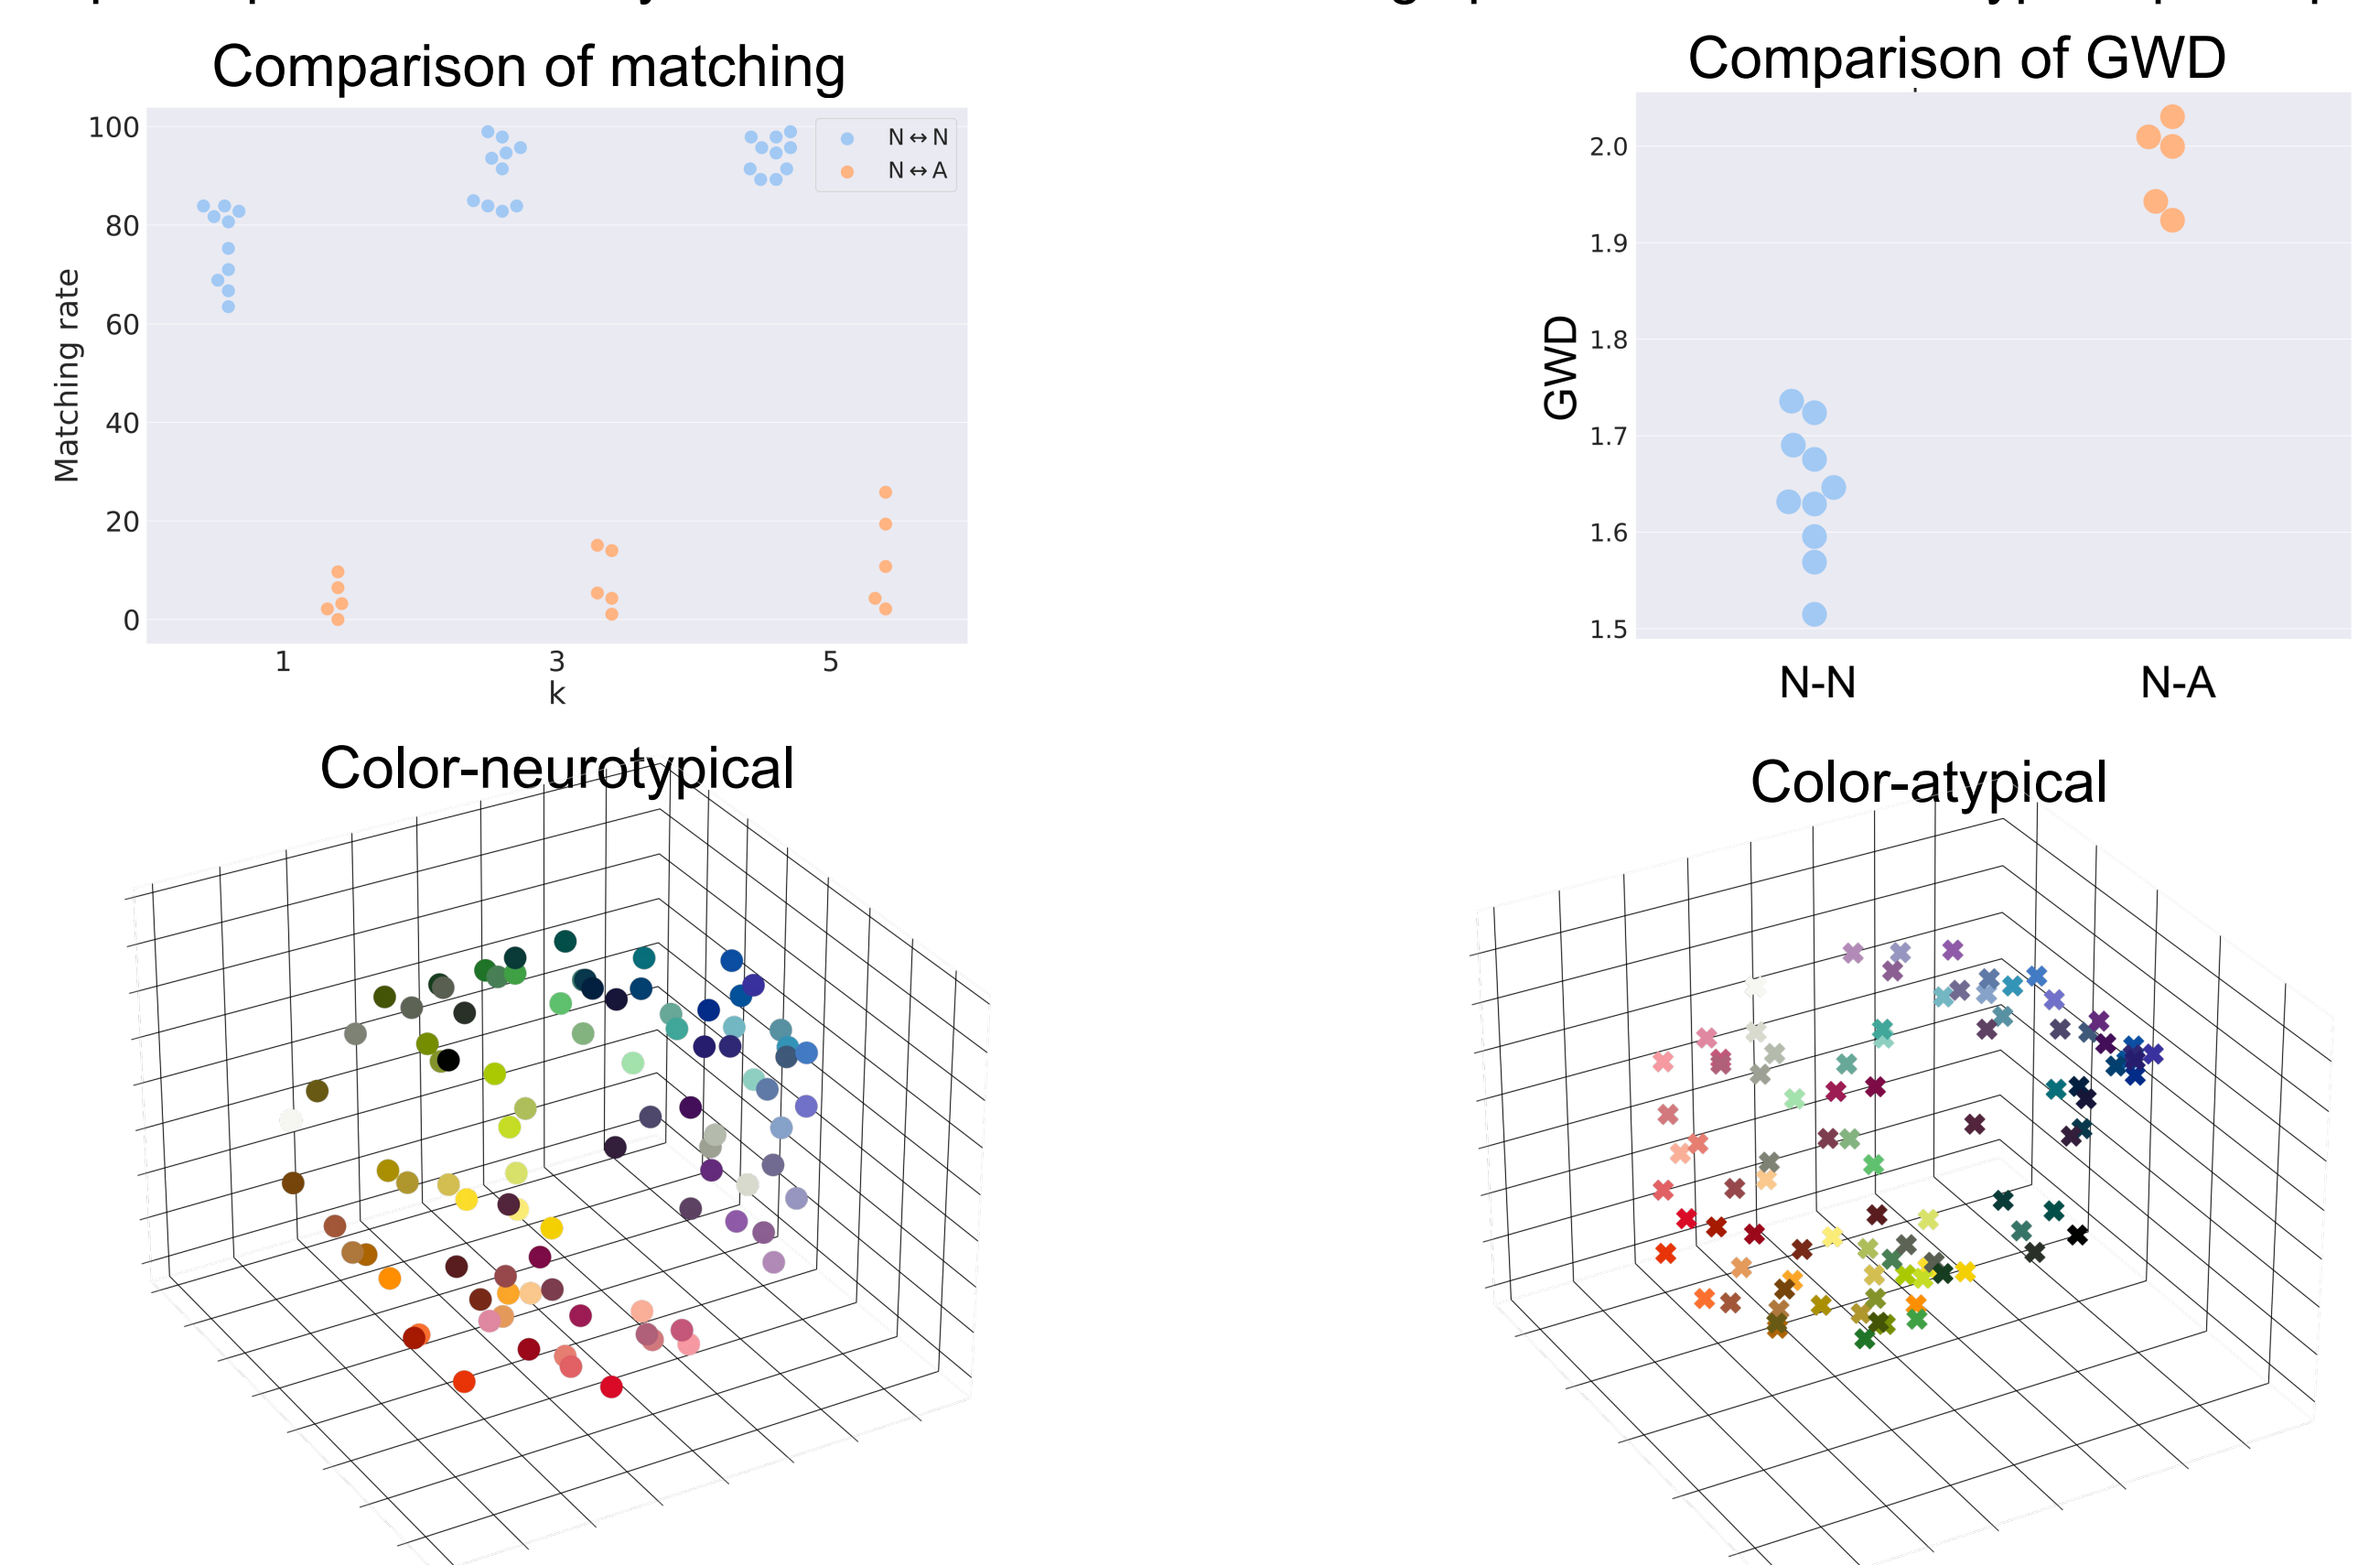 Comparison of matching
100
80
60
40
20
0
Matching rate
N↔N
N↔A
1
3
5
k
Comparison of GWD
2.0
1.9
1.8
1.7
1.6
1.5
GWD
N-N
N-A
Color-neurotypical
Color-atypical